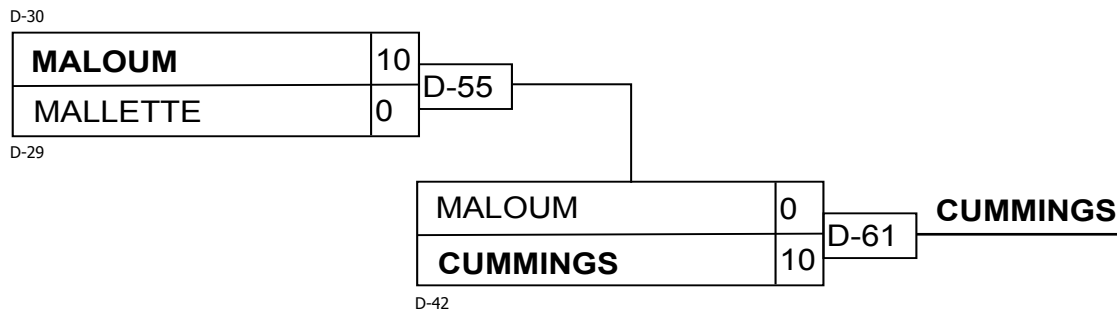 D-30
MALOUM 10
D-55
MALLETTE 0
D-29
MALOUM 0
CUMMINGS
D-61
CUMMINGS 10
D-42